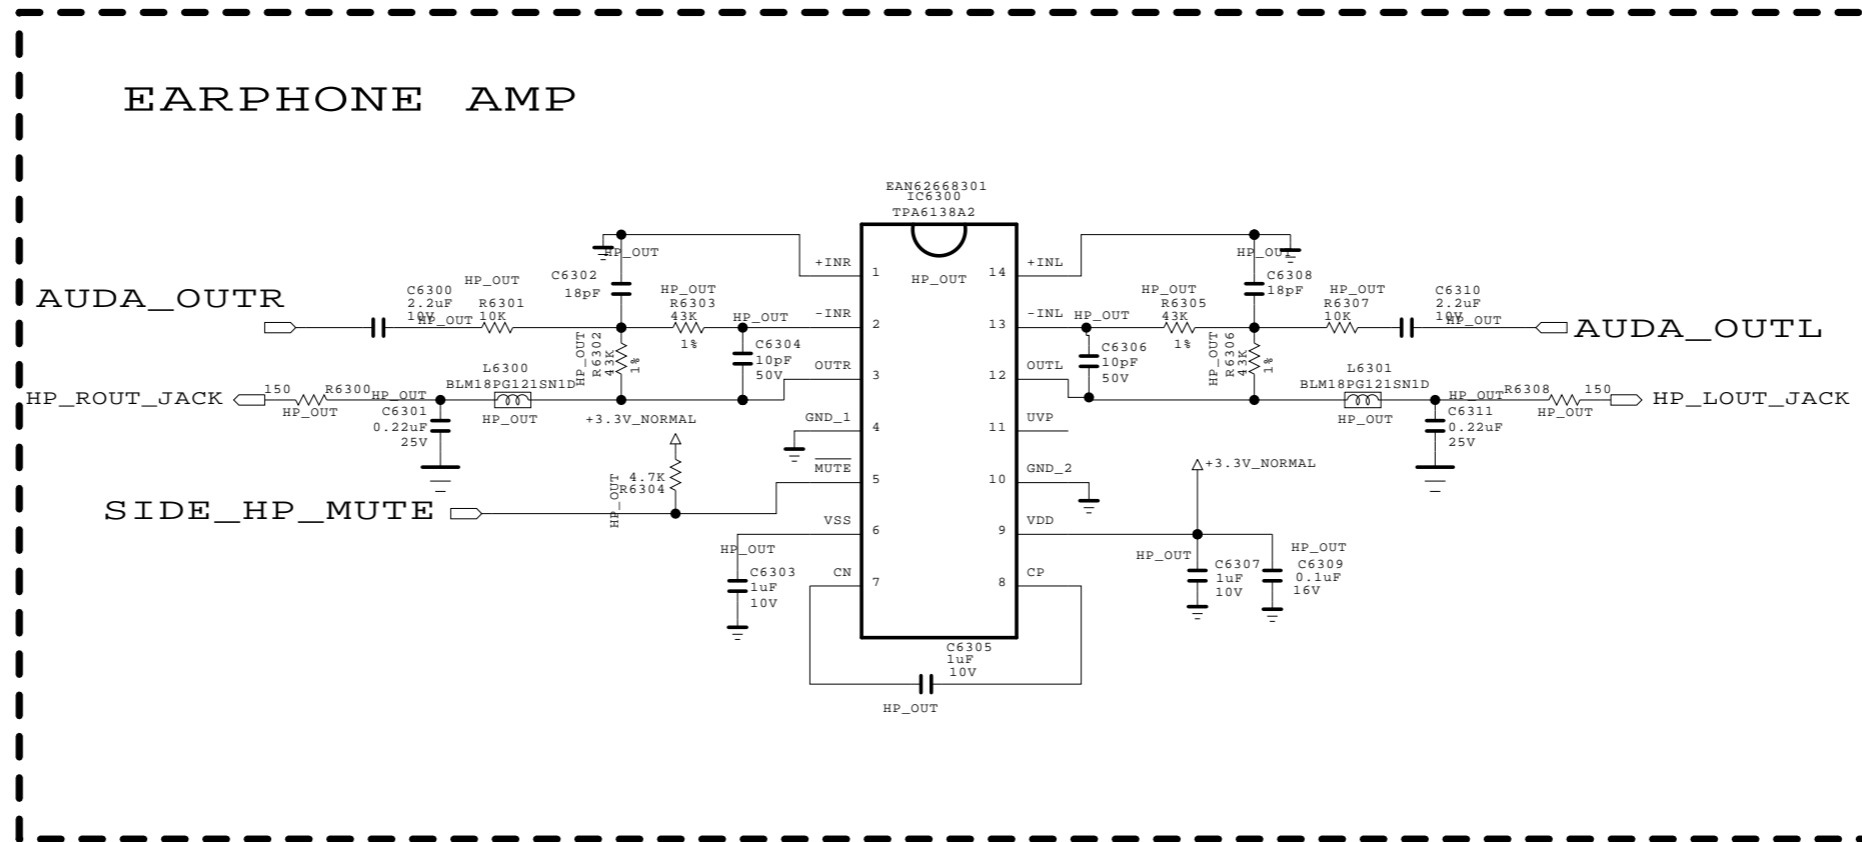 EARPHONE AMP
EAN62668301
IC6300
TPA6138A2
HP_OUT
AUDA_OUTR
C6300
2.2uF
10V
HP_OUT
HP_OUT
R6301
10K
C6302
18pF
HP_OUT
HP_OUT
R6303
43K
1%
HP_OUT
R6302
43K
1%
HP_OUT
C6304
10pF
50V
HP_ROUT_JACK
150
R6300
HP_OUT
HP_OUT
C6301
0.22uF
25V
L6300
BLM18PG121SN1D
HP_OUT
+3.3V_NORMAL
4.7K
R6304
HP_OUT
SIDE_HP_MUTE
HP_OUT
C6303
1uF
10V
+INR
1
-INR
2
OUTR
3
GND_1
4
MUTE
5
VSS
6
CN
7
14
+INL
13
-INL
12
OUTL
11
UVP
10
GND_2
9
VDD
8
CP
C6305
1uF
10V
HP_OUT
HP_OUT
C6308
18pF
HP_OUT
R6305
43K
1%
HP_OUT
C6306
10pF
50V
HP_OUT
R6306
43K
1%
HP_OUT
R6307
10K
C6310
2.2uF
10V
HP_OUT
AUDA_OUTL
L6301
BLM18PG121SN1D
HP_OUT
HP_OUT
C6311
0.22uF
25V
R6308
150
HP_OUT
HP_LOUT_JACK
+3.3V_NORMAL
HP_OUT
C6307
1uF
10V
HP_OUT
C6309
0.1uF
16V